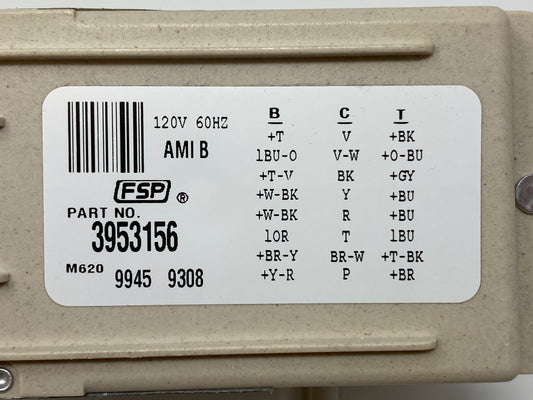 120V 60HZ
AMI B
FSP ®
PART NO.
3953156
M620 9945 9308
B C T
+T V +BK
1BU-O V-W +O-BU
+T-V BK +GY
+W-BK Y +BU
+W-BK R +BU
1OR T 1BU
+BR-Y BR-W +T-BK
+Y-R P +BR